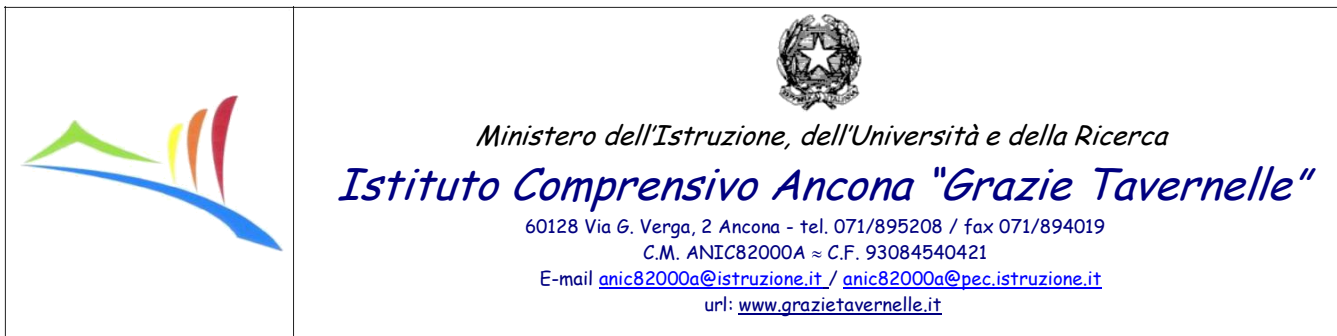 Ministero dell'Istruzione, dell'Università e della Ricerca
Istituto Comprensivo Ancona "Grazie Tavernelle"
60128 Via G. Verga, 2 Ancona - tel. 071/895208 / fax 071/894019
C.M. ANIC82000A ≈ C.F. 93084540421
E-mail anic82000a@istruzione.it / anic82000a@pec.istruzione.it
url: www.grazietavernelle.it